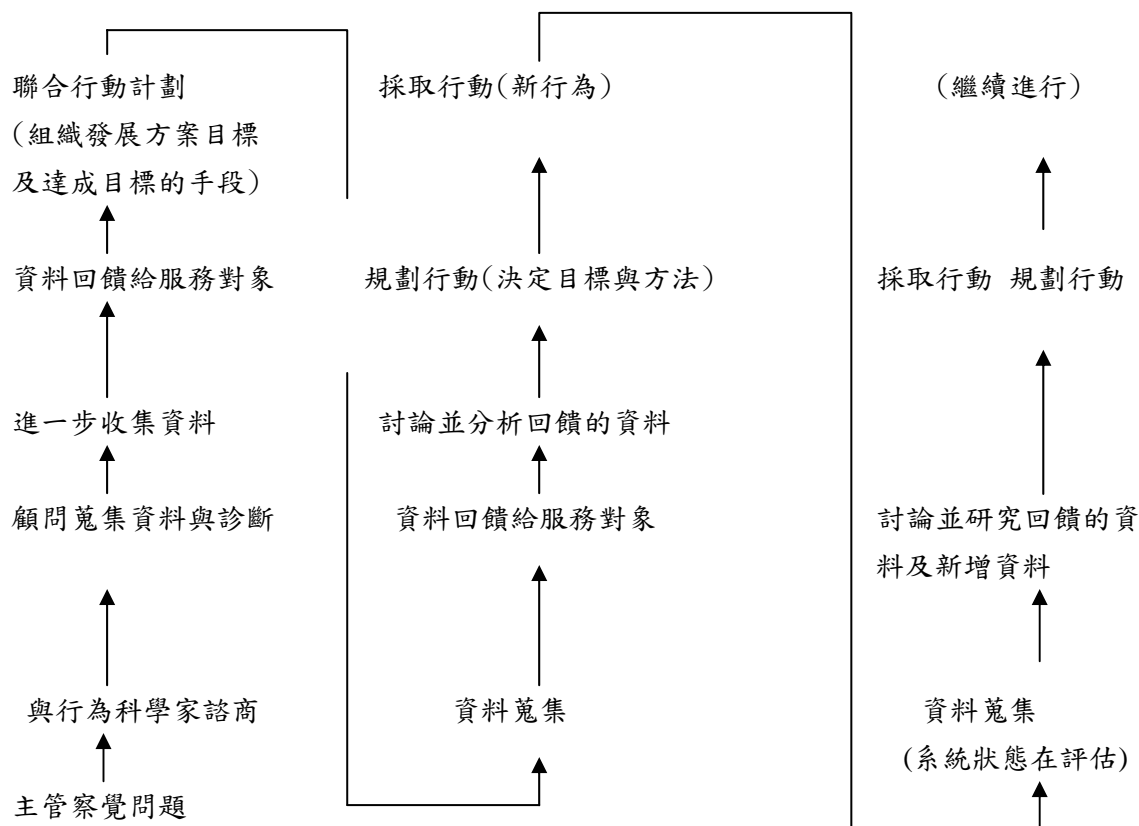 聯合行動計劃
(組織發展方案目標
及達成目標的手段)
資料回饋給服務對象
進一步收集資料
顧問蒐集資料與診斷
與行為科學家諮商
主管察覺問題
採取行動(新行為)
規劃行動(決定目標與方法)
討論並分析回饋的資料
資料回饋給服務對象
資料蒐集
(繼續進行)
採取行動 規劃行動
討論並研究回饋的資
料及新增資料
資料蒐集
(系統狀態在評估)